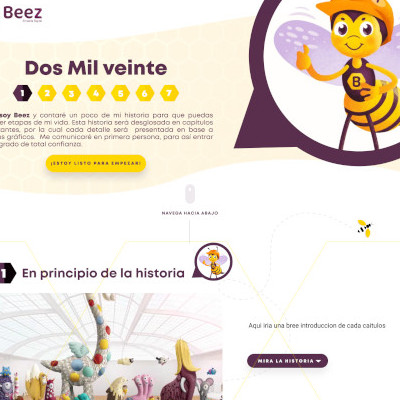 Beez
Dos Mil veinte
1 2 3 4 5 6 7
soy Beez y contaré un poco de mi historia para que puedas
er etapas de mi vida. Esta historia será desglosada en capitulos
antes, por la cual cada detalle será presentada en base a
os gráficos. Me comunicaré en primera persona, para así entrar
grado de total confianza.
¡ESTOY LISTO PARA EMPESAR!
B
NAVEGA HACIA ABAJO
1 En principio de la historia
Aqui iria una bree introduccion de cada caitulos
MIRA LA HISTORIA